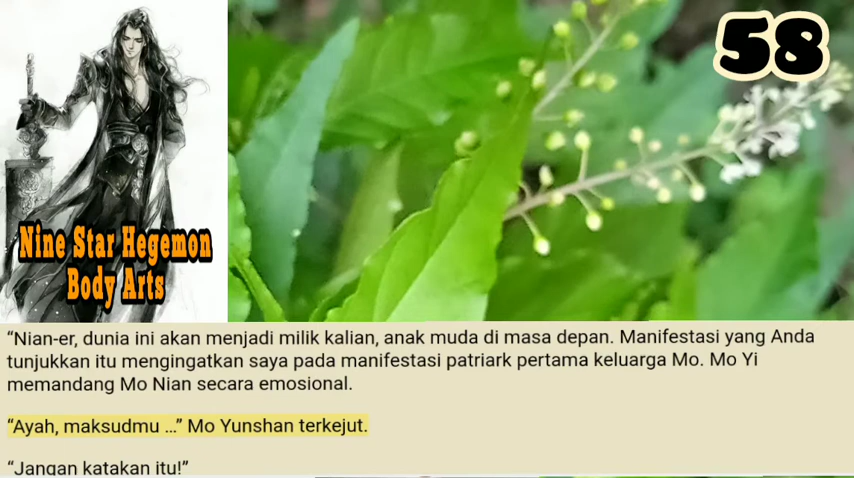 58
Nine Star Hegemon
Body Arts
“Nian-er, dunia ini akan menjadi milik kalian, anak muda di masa depan. Manifestasi yang Anda
tunjukkan itu mengingatkan saya pada manifestasi patriark pertama keluarga Mo. Mo Yi
memandang Mo Nian secara emosional.
“Ayah, maksudmu …” Mo Yunshan terkejut.
“Jangan katakan itu!”